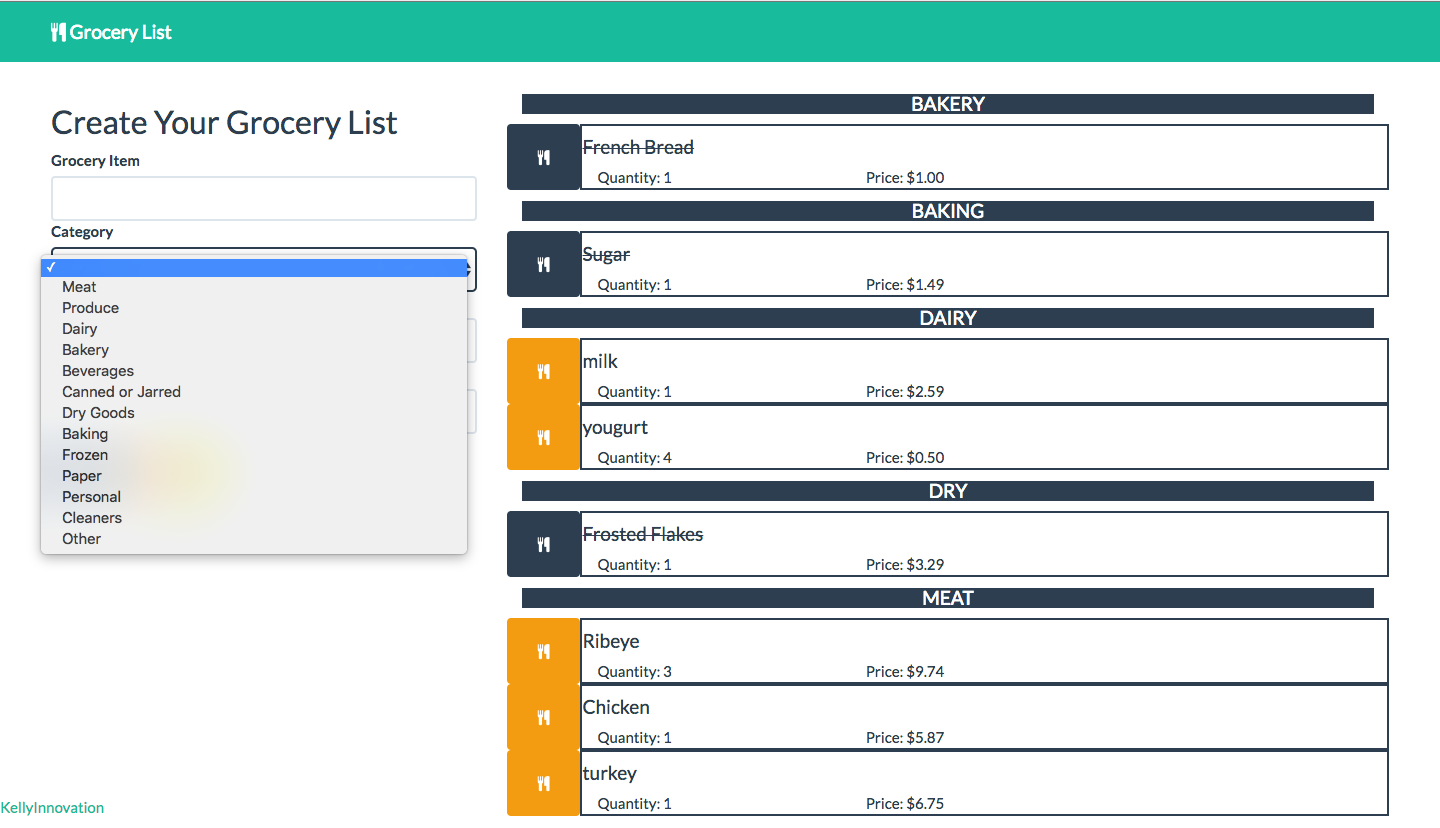 Grocery List
Create Your Grocery List
Grocery Item
Category
✓
Meat
Produce
Dairy
Bakery
Beverages
Canned or Jarred
Dry Goods
Baking
Frozen
Paper
Personal
Cleaners
Other
BAKERY
French Bread
Quantity: 1 Price: $1.00
BAKING
Sugar
Quantity: 1 Price: $1.49
DAIRY
milk
Quantity: 1 Price: $2.59
yougurt
Quantity: 4 Price: $0.50
DRY
Frosted Flakes
Quantity: 1 Price: $3.29
MEAT
Ribeye
Quantity: 3 Price: $9.74
Chicken
Quantity: 1 Price: $5.87
turkey
Quantity: 1 Price: $6.75
KellyInnovation